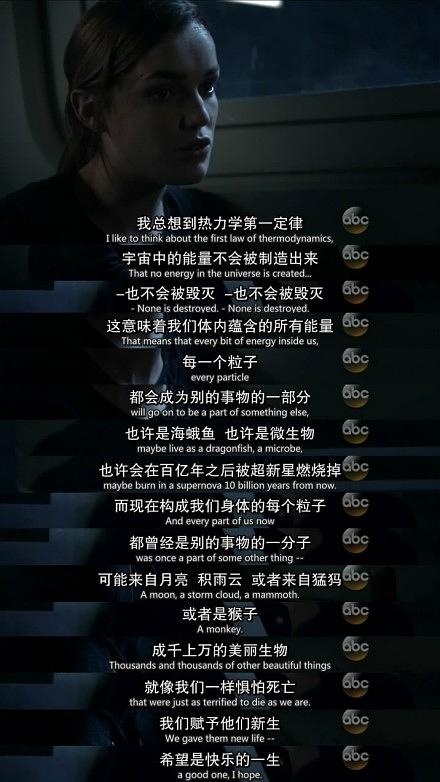 我总想到热力学第一定律
abc
I like to think about the first law of thermodynamics,
宇宙中的能量不会被制造出来
abc
That no energy in the universe is created...
–也不会被毁灭 –也不会被毁灭
abc
- None is destroyed. - None is destroyed.
这意味着我们体内蕴含的所有能量
abc
That means that every bit of energy inside us,
每一个粒子
abc
every particle
都会成为别的事物的一部分
abc
will go on to be a part of something else,
也许是海蛾鱼 也许是微生物
abc
maybe live as a dragonfish, a microbe,
也许会在百亿年之后被超新星燃烧掉
abc
maybe burn in a supernova 10 billion years from now.
而现在构成我们身体的每个粒子
abc
And every part of us now
都曾经是别的事物的一分子
abc
was once a part of some other thing --
可能来自月亮 积雨云 或者来自猛犸
abc
A moon, a storm cloud, a mammoth.
或者是猴子
abc
A monkey.
成千上万的美丽生物
abc
Thousands and thousands of other beautiful things
就像我们一样惧怕死亡
abc
that were just as terrified to die as we are.
我们赋予他们新生
abc
We gave them new life --
希望是快乐的一生
abc
a good one, I hope.